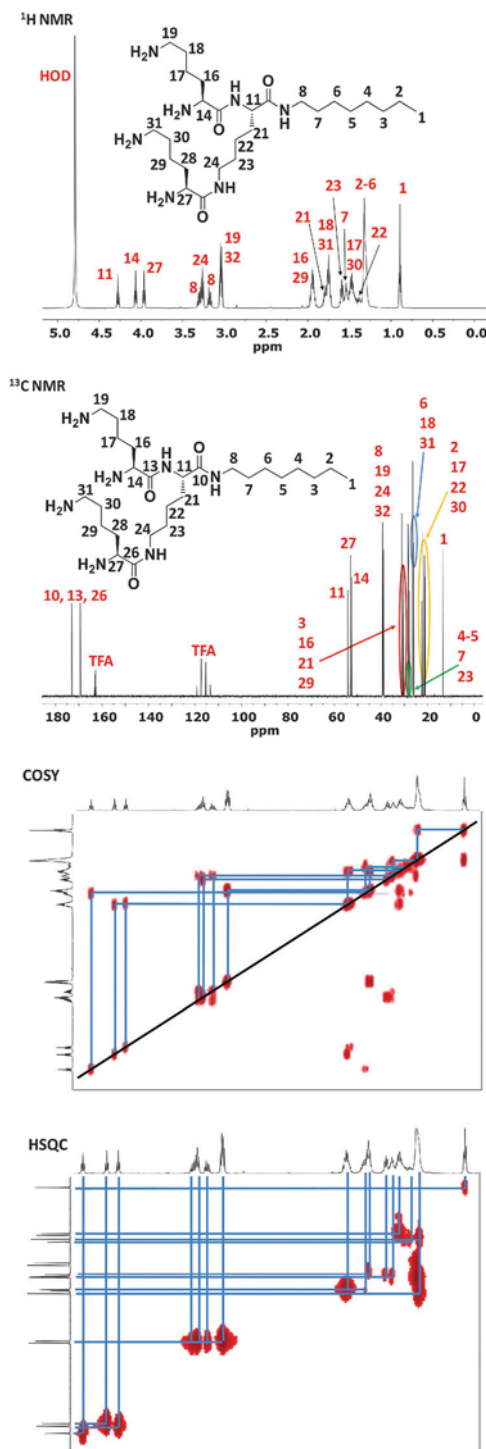 ¹H NMR
19
NH₂
18
HOD
17
16
O
H
N
11
8
6
4
2
NH₂
14
O
N
H
7
5
3
1
31
NH₂
30
21
22
29
28
24
23
NH₂
27
O
NH
11
14
27
24
8
8
19
32
16
29
21
18
31
23
7
17
30
2-6
22
1
5.0 4.5 4.0 3.5 3.0 2.5 2.0 1.5 1.0 0.5 0.0
ppm
¹³C NMR
19
H₂N
18
17
16
O
13
H
N
11
O
10
N
H
8
7
6
5
4
3
2
1
H₂N
14
21
H₂N
31
30
22
29
28
24
23
26
NH
H₂N
27
O
10, 13, 26
TFA
TFA
11
27
14
8
19
24
32
6
18
31
2
17
22
30
1
3
16
21
29
4-5
7
23
180 160 140 120 100 80 60 40 20 0
ppm
COSY
HSQC